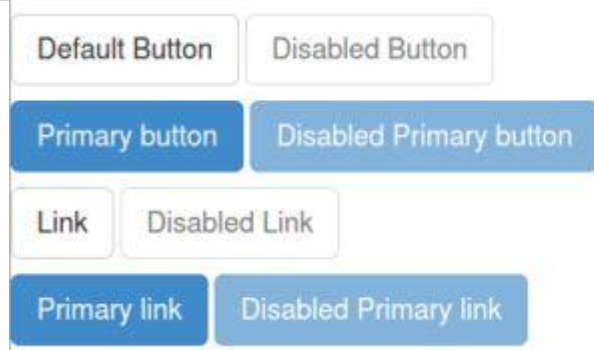 Default Button Disabled Button
Primary button Disabled Primary button
Link Disabled Link
Primary link Disabled Primary link